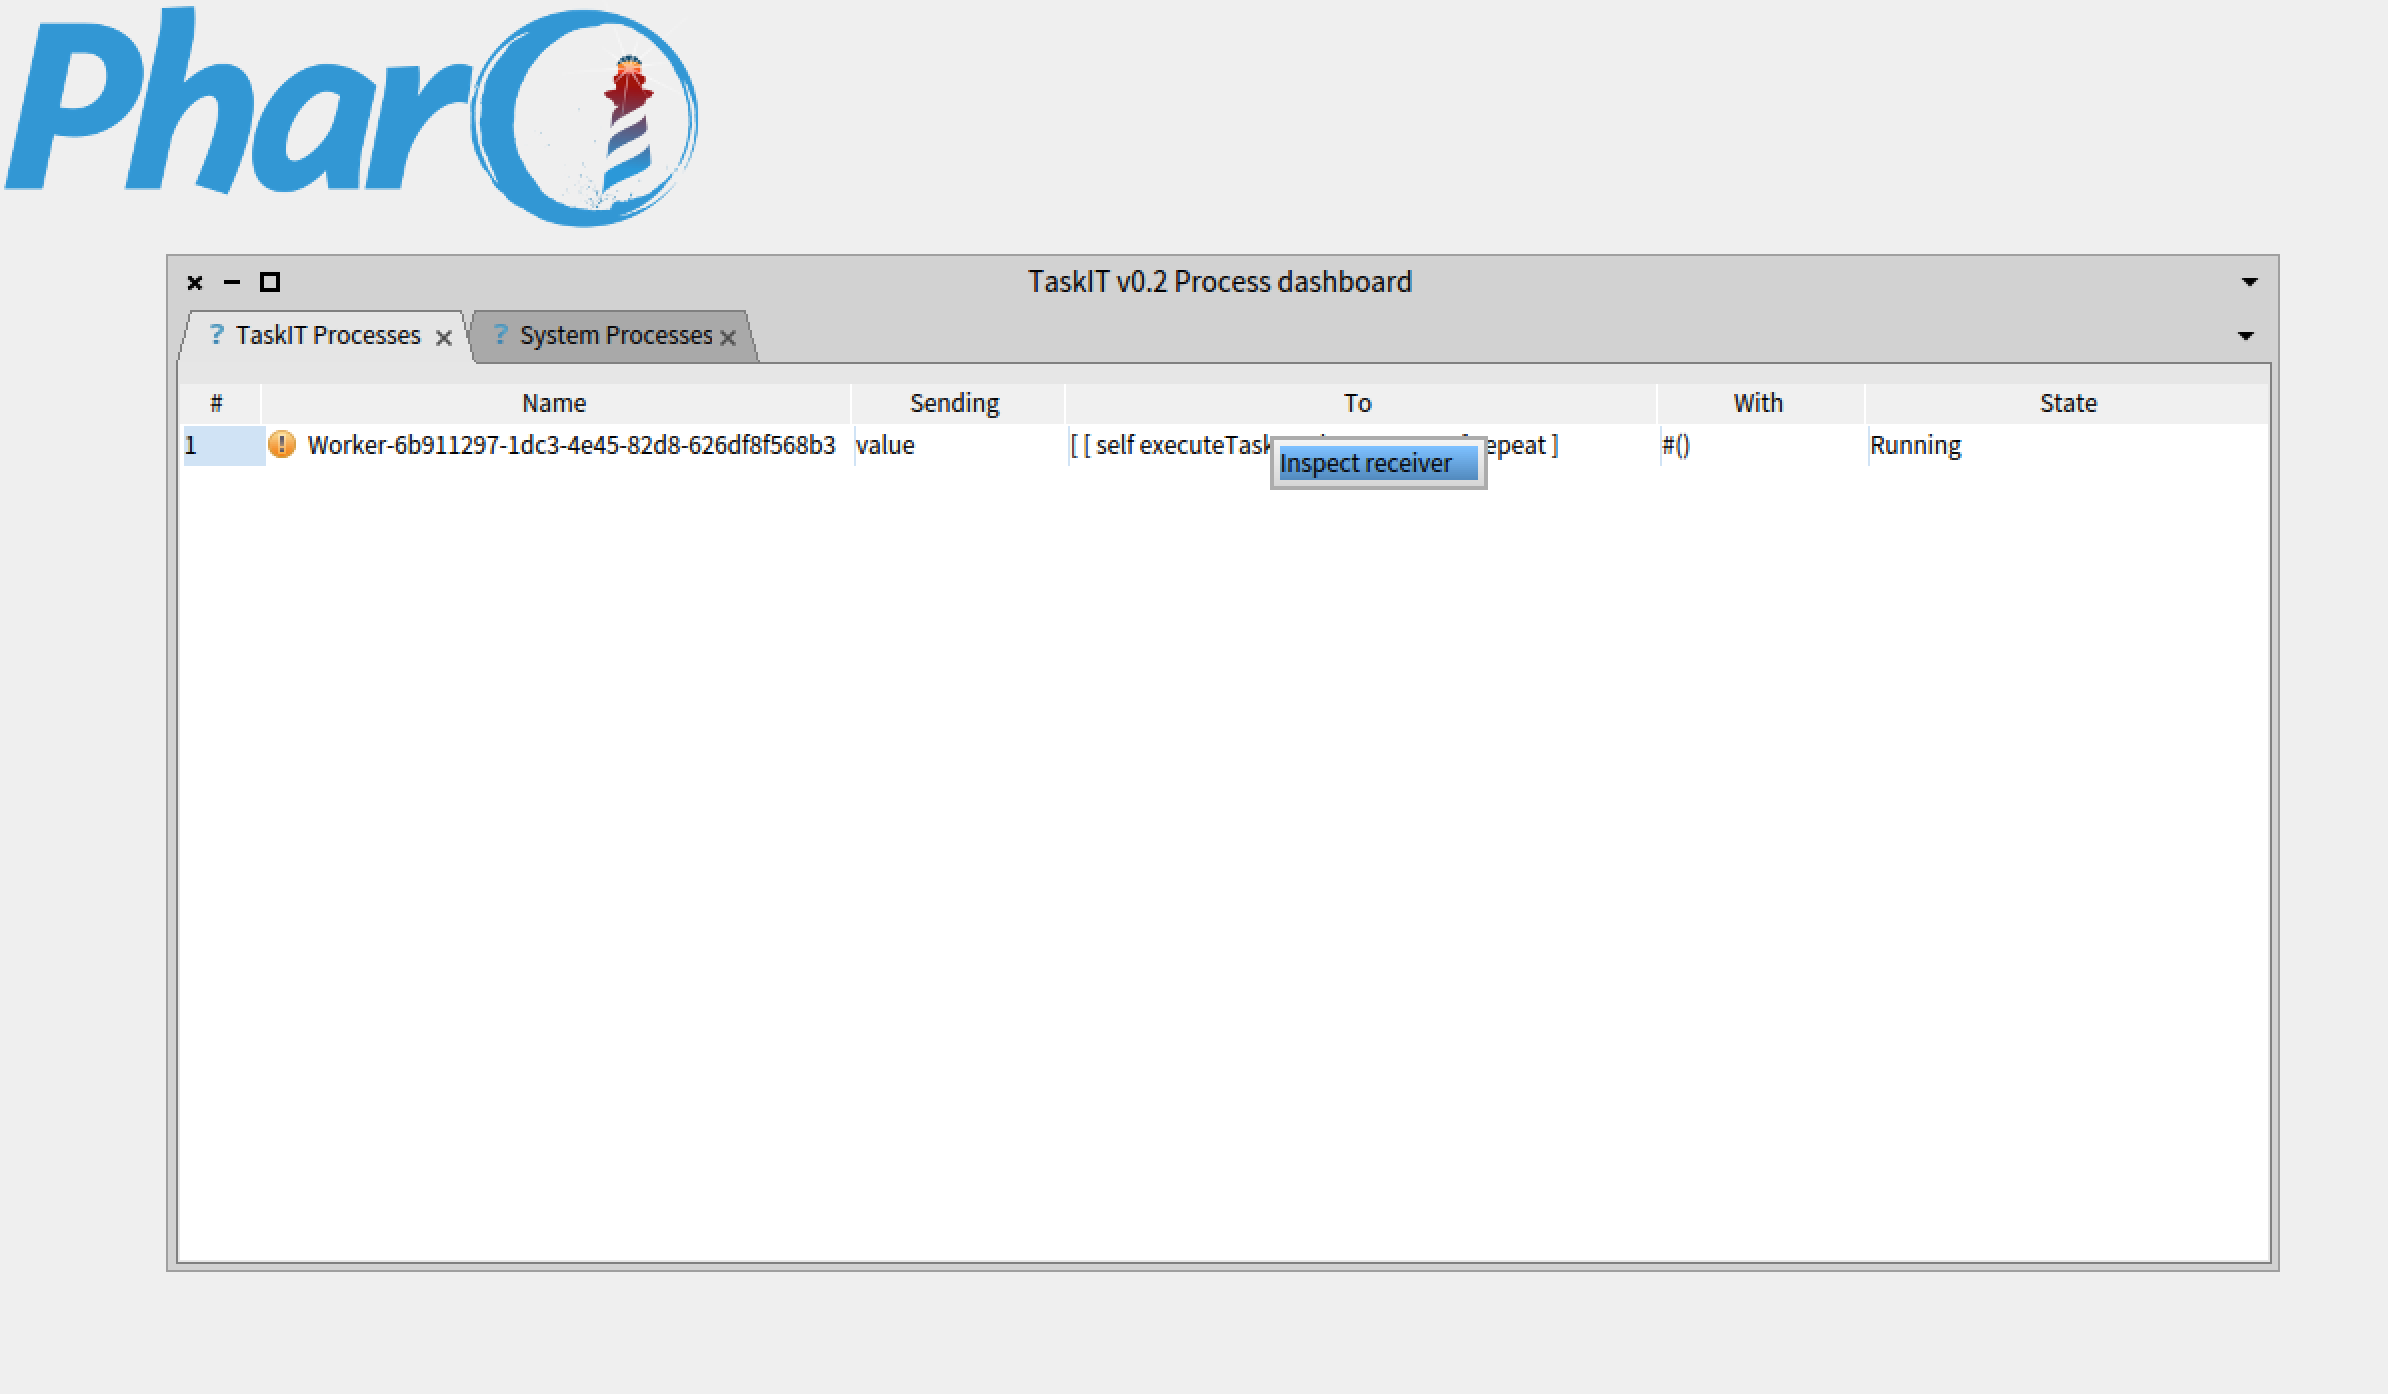 Pharo
TaskIT v0.2 Process dashboard
? TaskIT Processes x ? System Processes x
# Name Sending To With State
1 Worker-6b911297-1dc3-4e45-82d8-626df8f568b3 value [ [ self executeTask epeat ] #() Running
Inspect receiver